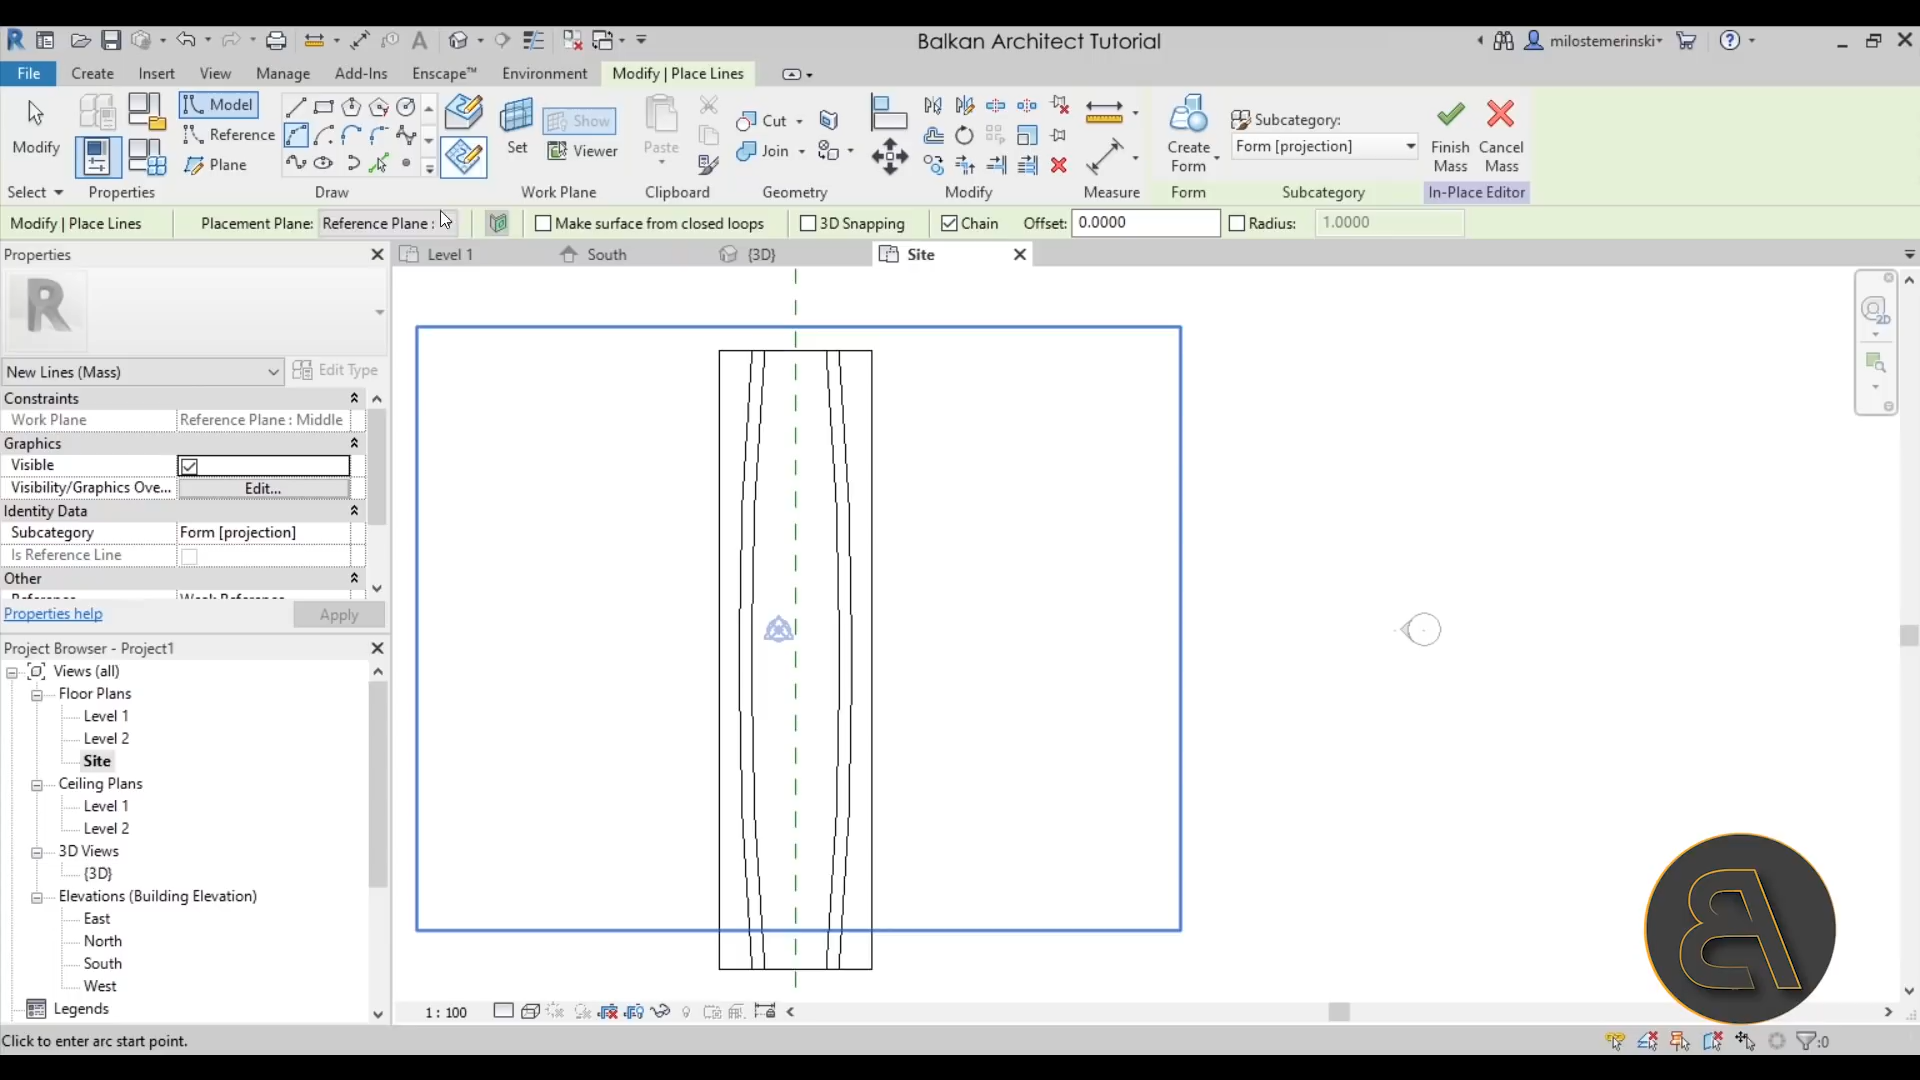 Balkan Architect Tutorial
milostemerinski
File Create Insert View Manage Add-Ins Enscape™ Environment Modify | Place Lines
Modify
Model
Reference
Plane
Set
Show
Viewer
Paste
Cut
Join
Create Form
Subcategory:
Form [projection]
Finish Mass
Cancel Mass
Select Properties Draw Work Plane Clipboard Geometry Modify Measure Form Subcategory In-Place Editor
Modify | Place Lines Placement Plane: Reference Plane : Make surface from closed loops 3D Snapping Chain Offset: 0.0000 Radius: 1.0000
Properties
Level 1 South {3D} Site
R
New Lines (Mass) Edit Type
Constraints
Work Plane Reference Plane : Middle
Graphics
Visible
Visibility/Graphics Ove... Edit...
Identity Data
Subcategory Form [projection]
Is Reference Line
Other
Properties help Apply
Project Browser - Project1
Views (all)
Floor Plans
Level 1
Level 2
Site
Ceiling Plans
Level 1
Level 2
3D Views
{3D}
Elevations (Building Elevation)
East
North
South
West
Legends
2D
1 : 100
Click to enter arc start point.
:0